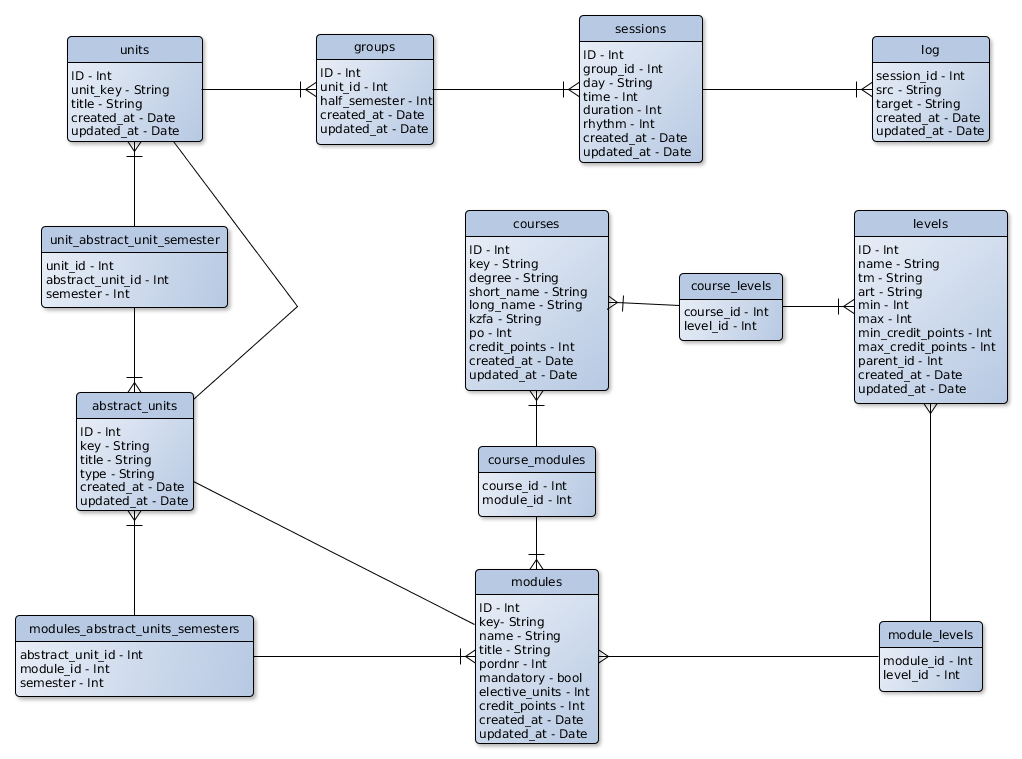 units
ID - Int
unit_key - String
title - String
created_at - Date
updated_at - Date
groups
ID - Int
unit_id - Int
half_semester - Int
created_at - Date
updated_at - Date
sessions
ID - Int
group_id - Int
day - String
time - Int
duration - Int
rhythm - Int
created_at - Date
updated_at - Date
log
session_id - Int
src - String
target - String
created_at - Date
updated_at - Date
unit_abstract_unit_semester
unit_id - Int
abstract_unit_id - Int
semester - Int
courses
ID - Int
key - String
degree - String
short_name - String
long_name - String
kzfa - String
po - Int
credit_points - Int
created_at - Date
updated_at - Date
course_levels
course_id - Int
level_id - Int
levels
ID - Int
name - String
tm - String
art - String
min - Int
max - Int
min_credit_points - Int
max_credit_points - Int
parent_id - Int
created_at - Date
updated_at - Date
abstract_units
ID - Int
key - String
title - String
type - String
created_at - Date
updated_at - Date
course_modules
course_id - Int
module_id - Int
modules_abstract_units_semesters
abstract_unit_id - Int
module_id - Int
semester - Int
modules
ID - Int
key- String
name - String
title - String
pordnr - Int
mandatory - bool
elective_units - Int
credit_points - Int
created_at - Date
updated_at - Date
module_levels
module_id - Int
level_id  - Int